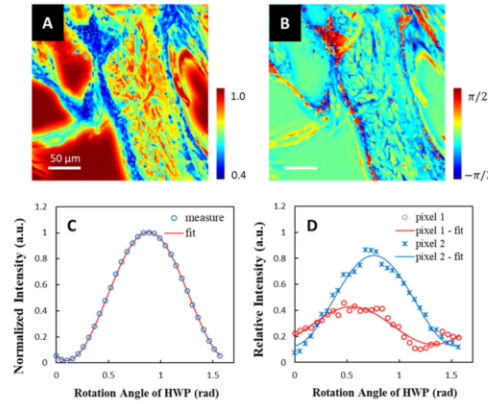 A
B
1.0
0.4
π/2
50 µm
C
D
measure
fit
pixel 1
pixel 1 - fit
pixel 2
pixel 2 - fit
Normalized Intensity (a.u.)
Relative Intensity (a.u.)
1.2
1
0.8
0.6
0.4
0.2
0
0
0.5
1
1.5
Rotation Angle of HWP (rad)
1.2
1
0.8
0.6
0.4
0.2
0
0
0.5
1
1.5
Rotation Angle of HWP (rad)